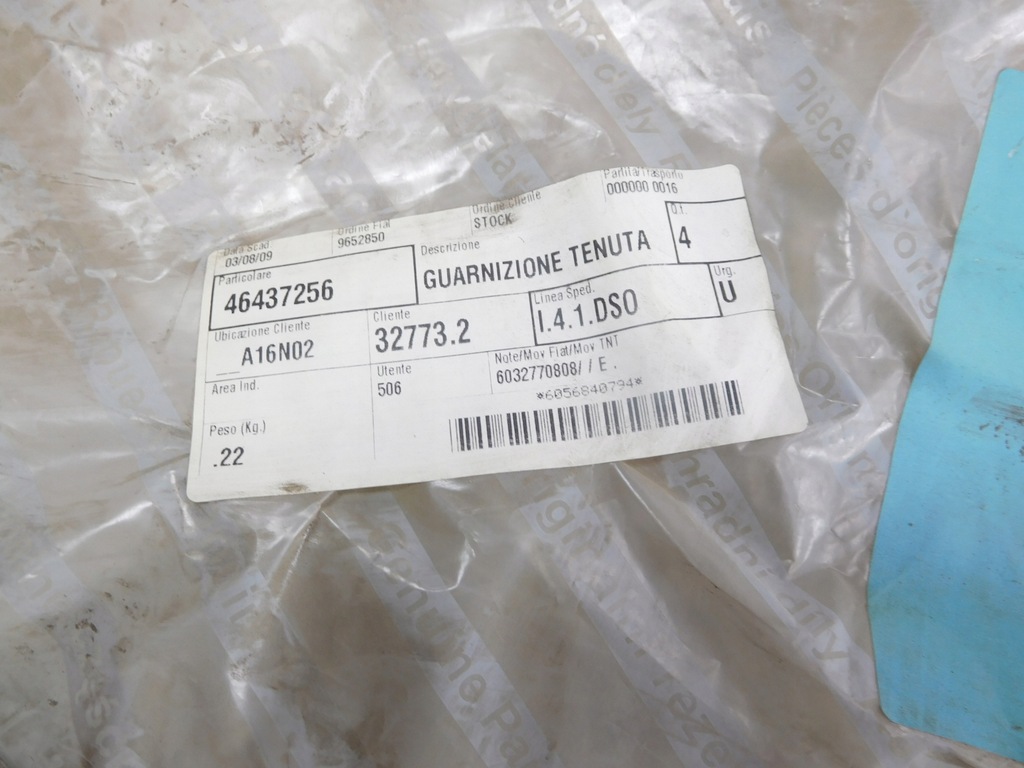 Data Scad
03/08/09
Ordine Fiat
9652850
Ordine Cliente
STOCK
Partita/Trasporto
000000 0016
Particolare
46437256
Descrizione
GUARNIZIONE TENUTA
Q.t.
4
Ubicazione Cliente
A16N02
Cliente
32773.2
Linea Sped.
I.4.1.DSO
Urg.
U
Area Ind.
Utente
506
Note/Mov Fiat/Mov TNT
6032770808/ / E .
*6056840794*
Peso (Kg.)
.22
Pièces d'orig